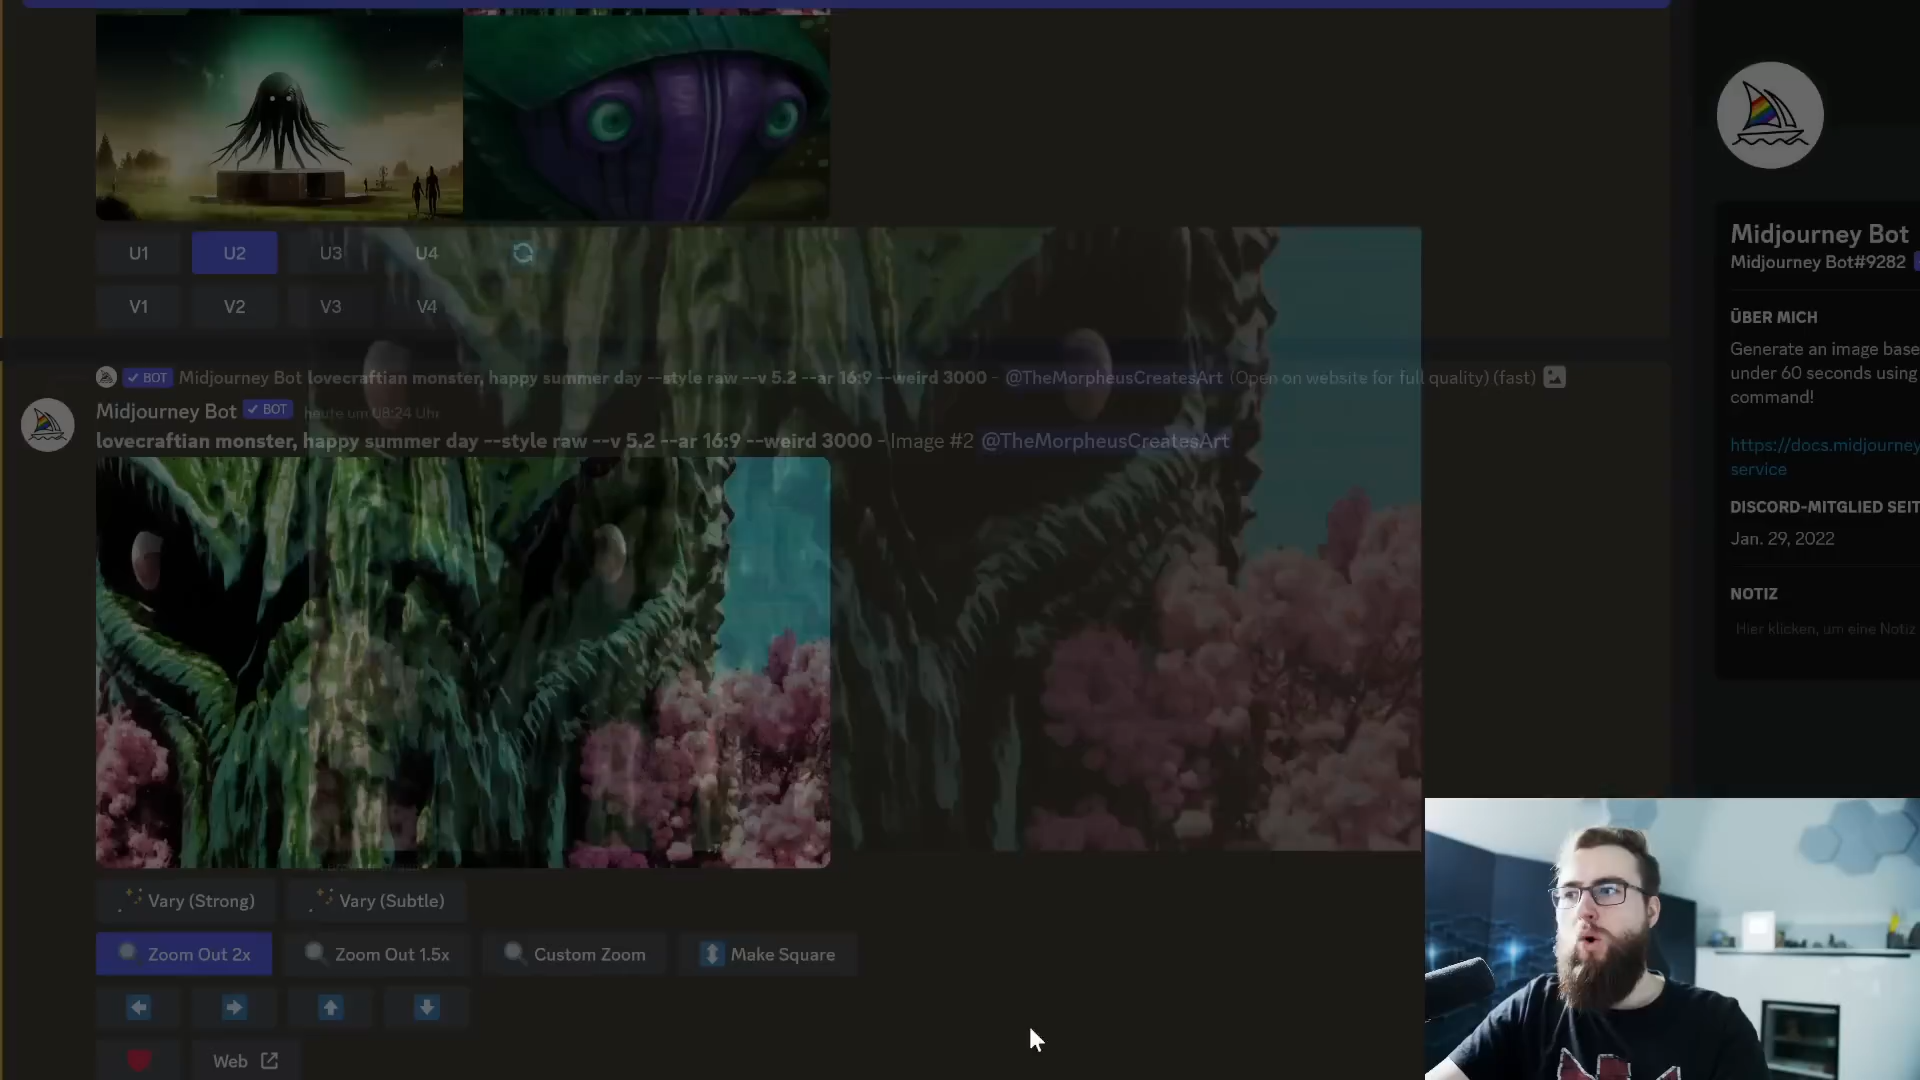 U1 U2 U3 U4
V1 V2 V3 V4
BOT Midjourney Bot lovecraftian monster, happy summer day --style raw --v 5.2 --ar 16:9 --weird 3000 - @TheMorpheusCreatesArt (Open on website for full quality) (fast)
Midjourney Bot BOT heute um 08:24 Uhr
lovecraftian monster, happy summer day --style raw --v 5.2 --ar 16:9 --weird 3000 - Image #2 @TheMorpheusCreatesArt
Vary (Strong) Vary (Subtle)
Zoom Out 2x Zoom Out 1.5x Custom Zoom Make Square
Web
Midjourney Bot
Midjourney Bot#9282
ÜBER MICH
Generate an image base
under 60 seconds using
command!
https://docs.midjourney
service
DISCORD-MITGLIED SEIT
Jan. 29, 2022
NOTIZ
Hier klicken, um eine Notiz